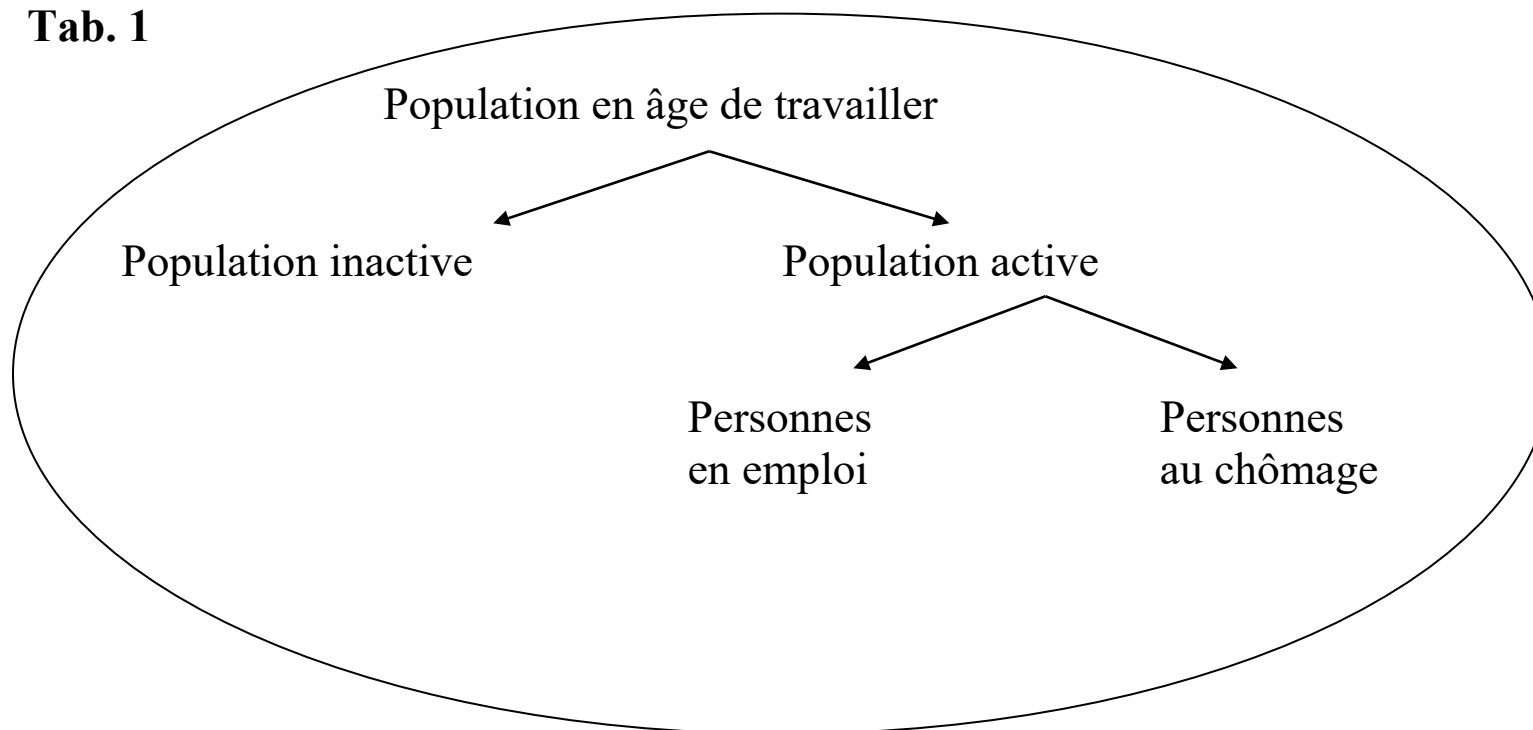 Tab. 1
Population en âge de travailler
Population inactive
Population active
Personnes
en emploi
Personnes
au chômage